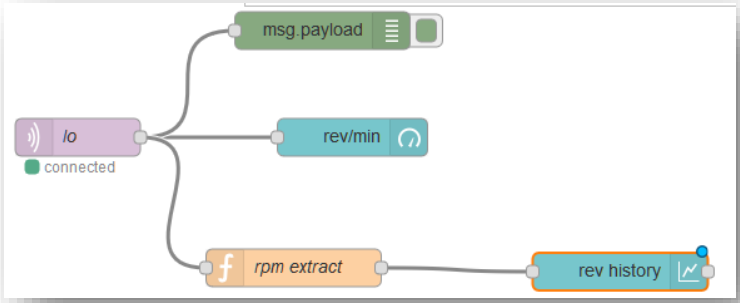 msg.payload
lo
connected
rev/min
rpm extract
rev history